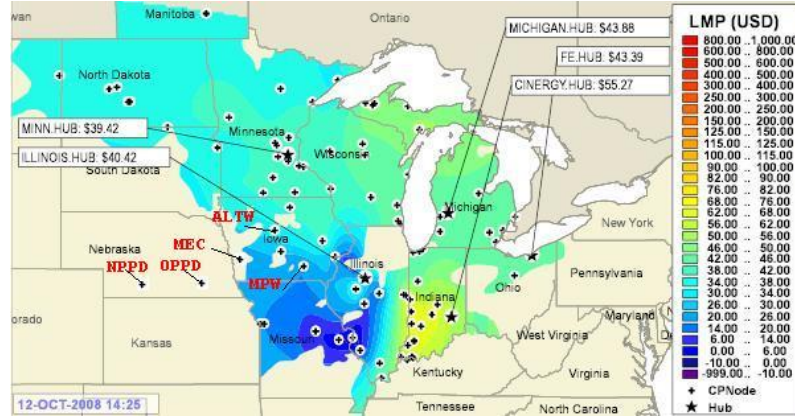 Manitoba
Ontario
MICHIGAN.HUB: $43.88
FE.HUB: $43.39
CINERGY.HUB: $55.27
North Dakota
MINN.HUB: $39.42
Minnesota
ILLINOIS.HUB: $40.42
Wisconsin
South Dakota
Michigan
New York
ALTW
Iowa
Nebraska
MEC
NPPD
OPPD
MPW
Illinois
Indiana
Ohio
Pennsylvania
Maryland
Kansas
Missouri
West Virginia
Kentucky
Virginia
Tennessee
North Carolina
12-OCT-2008 14:25
LMP (USD)
800.00 .. 1,000.00
600.00 .. 800.00
500.00 .. 600.00
400.00 .. 500.00
300.00 .. 400.00
250.00 .. 300.00
200.00 .. 250.00
150.00 .. 200.00
125.00 .. 150.00
115.00 .. 125.00
100.00 .. 115.00
90.00 .. 100.00
82.00 .. 90.00
76.00 .. 82.00
68.00 .. 76.00
62.00 .. 68.00
56.00 .. 62.00
50.00 .. 56.00
46.00 .. 50.00
42.00 .. 46.00
38.00 .. 42.00
34.00 .. 38.00
30.00 .. 34.00
26.00 .. 30.00
20.00 .. 26.00
14.00 .. 20.00
6.00 .. 14.00
0.00 .. 6.00
-10.00 .. 0.00
-999.00 .. -10.00
CPNode
Hub